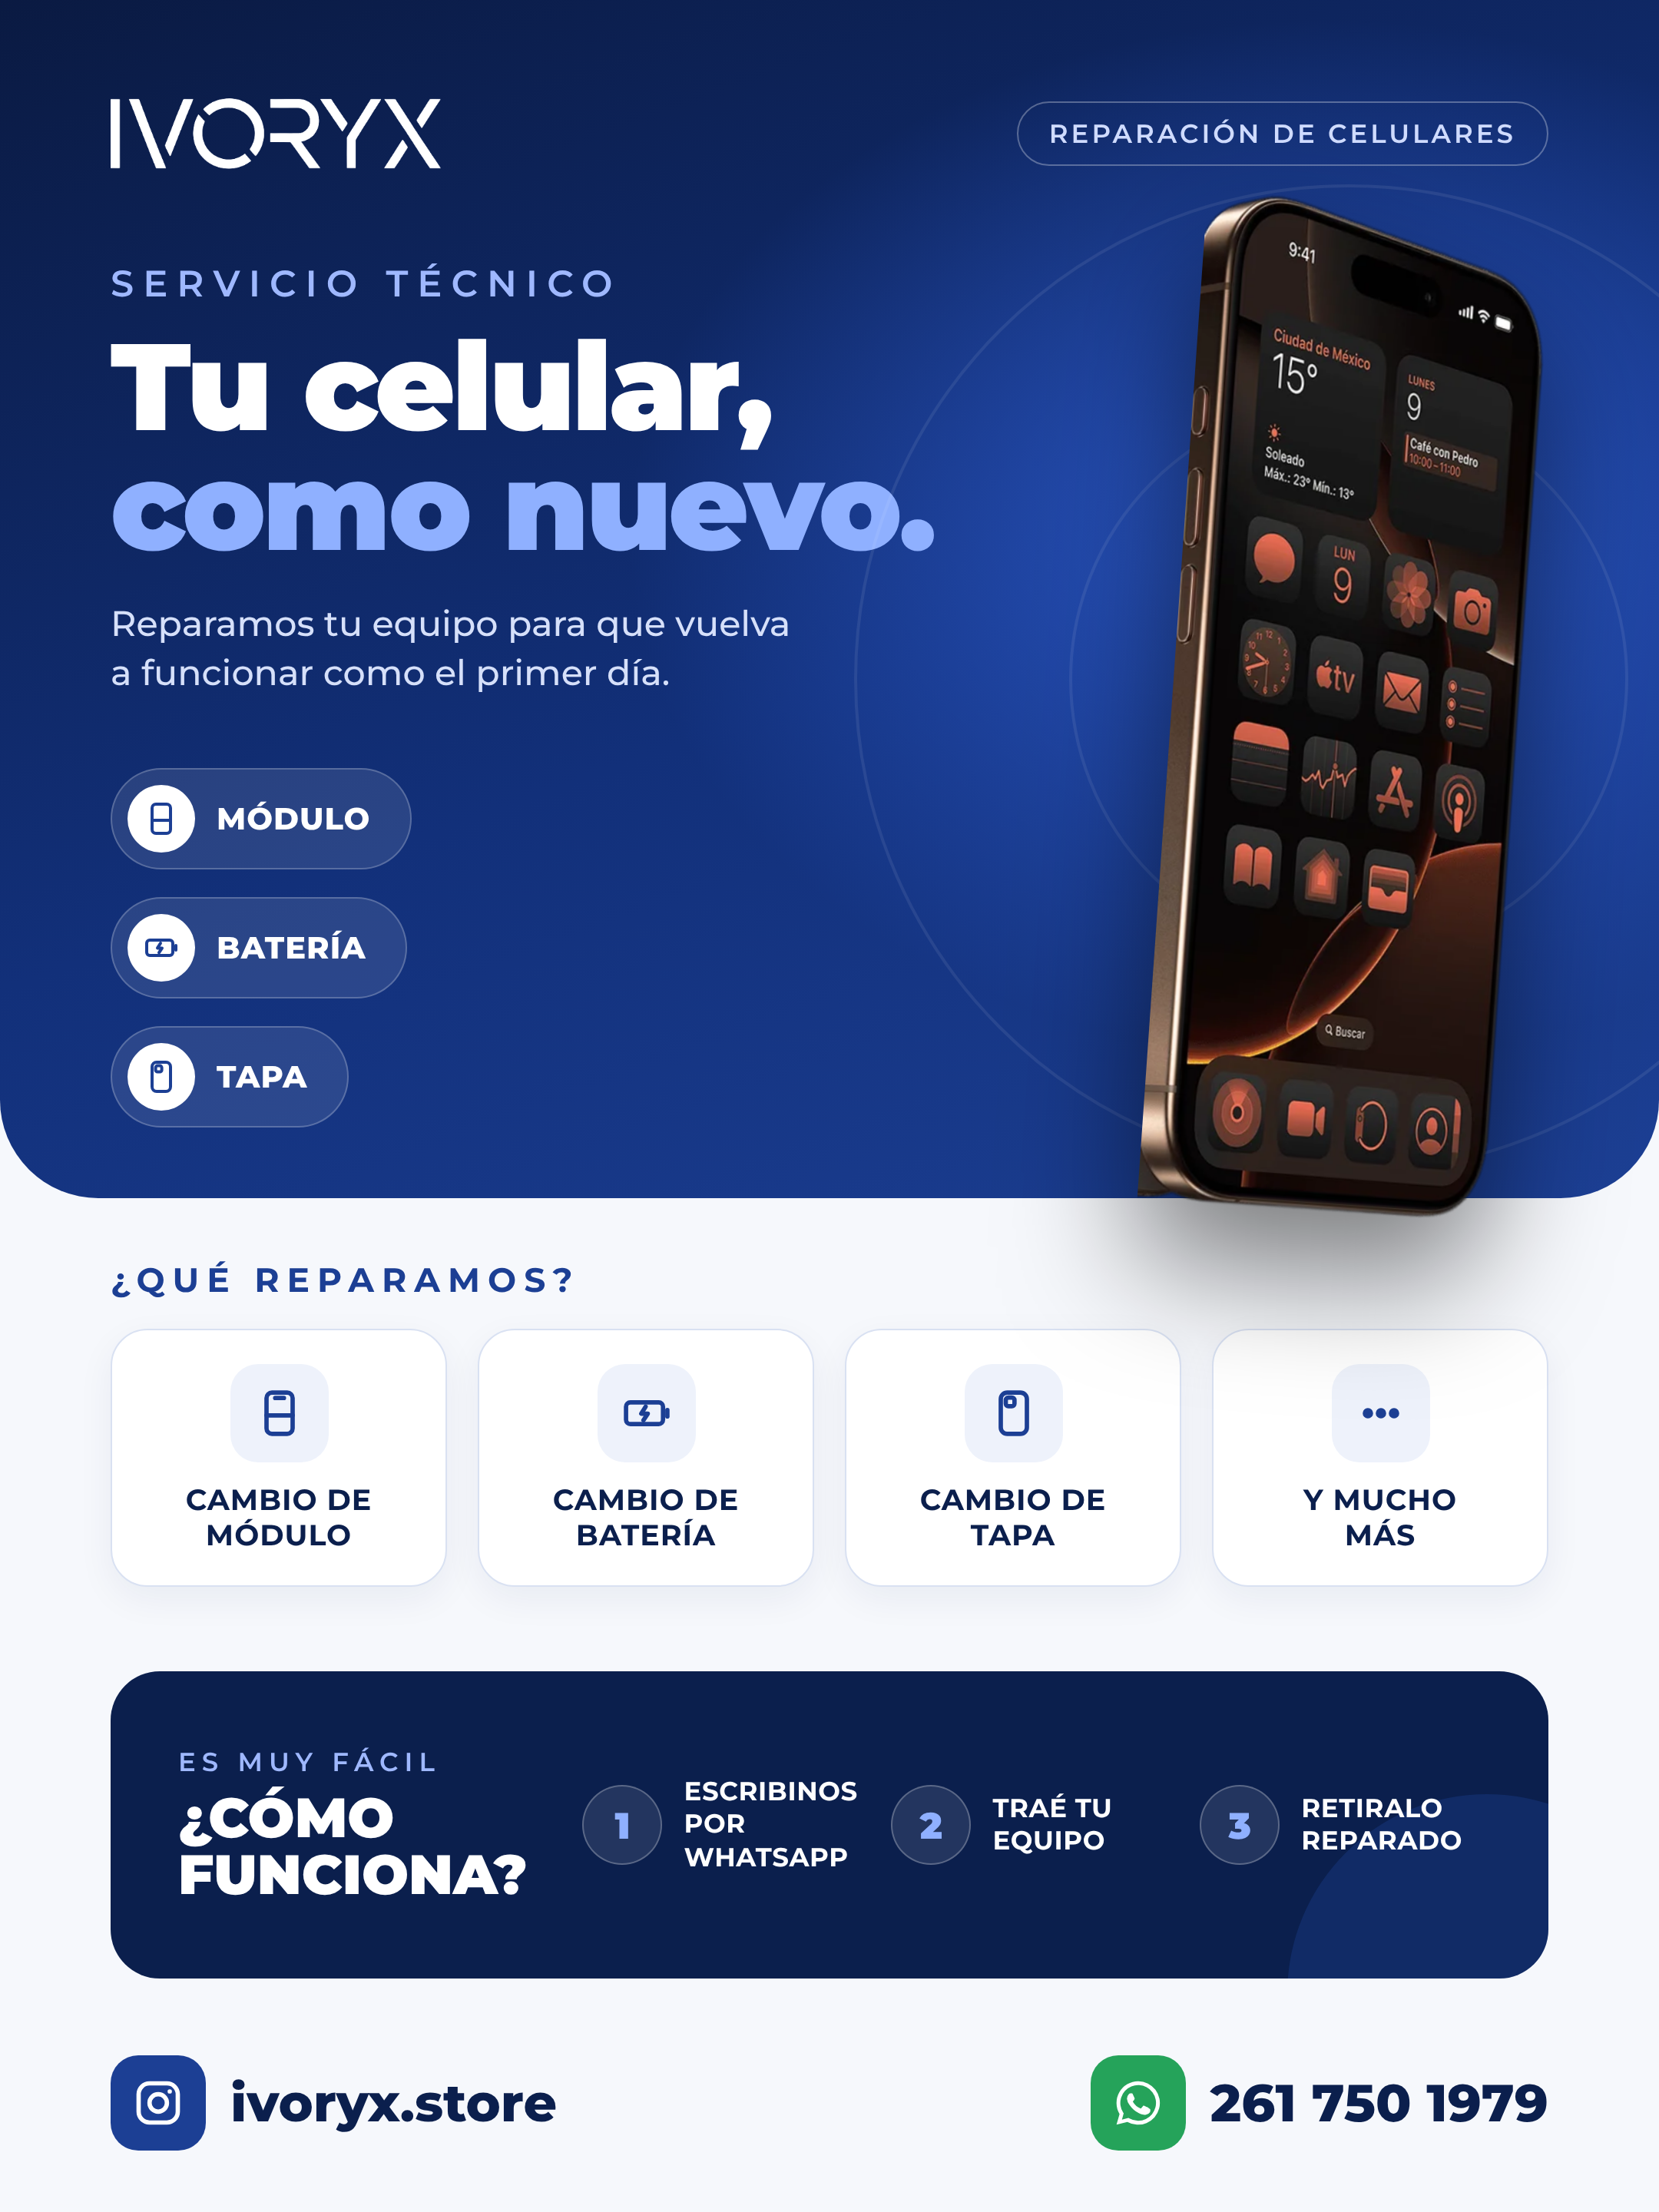 IVORYX
REPARACIÓN DE CELULARES
SERVICIO TÉCNICO
Tu celular,
como nuevo.
Reparamos tu equipo para que vuelva
a funcionar como el primer día.
MÓDULO
BATERÍA
TAPA
9:41
Ciudad de México
15°
Soleado
Máx.: 23° Mín.: 13°
LUNES
9
Café con Pedro
10:00 – 11:00
LUN
9
tv
Buscar
¿QUÉ REPARAMOS?
CAMBIO DE
MÓDULO
CAMBIO DE
BATERÍA
CAMBIO DE
TAPA
Y MUCHO
MÁS
ES MUY FÁCIL
¿CÓMO
FUNCIONA?
1
ESCRIBINOS
POR
WHATSAPP
2
TRAÉ TU
EQUIPO
3
RETIRALO
REPARADO
ivoryx.store
261 750 1979